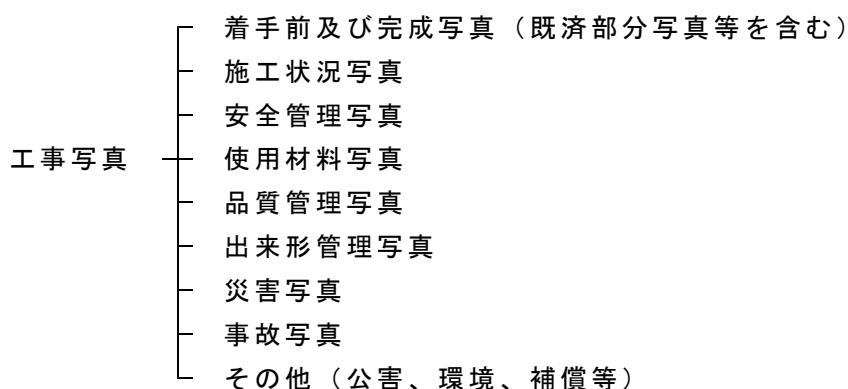 着手前及び完成写真（既済部分写真等を含む）
施工状況写真
安全管理写真
工事写真
使用材料写真
品質管理写真
出来形管理写真
災害写真
事故写真
その他（公害、環境、補償等）